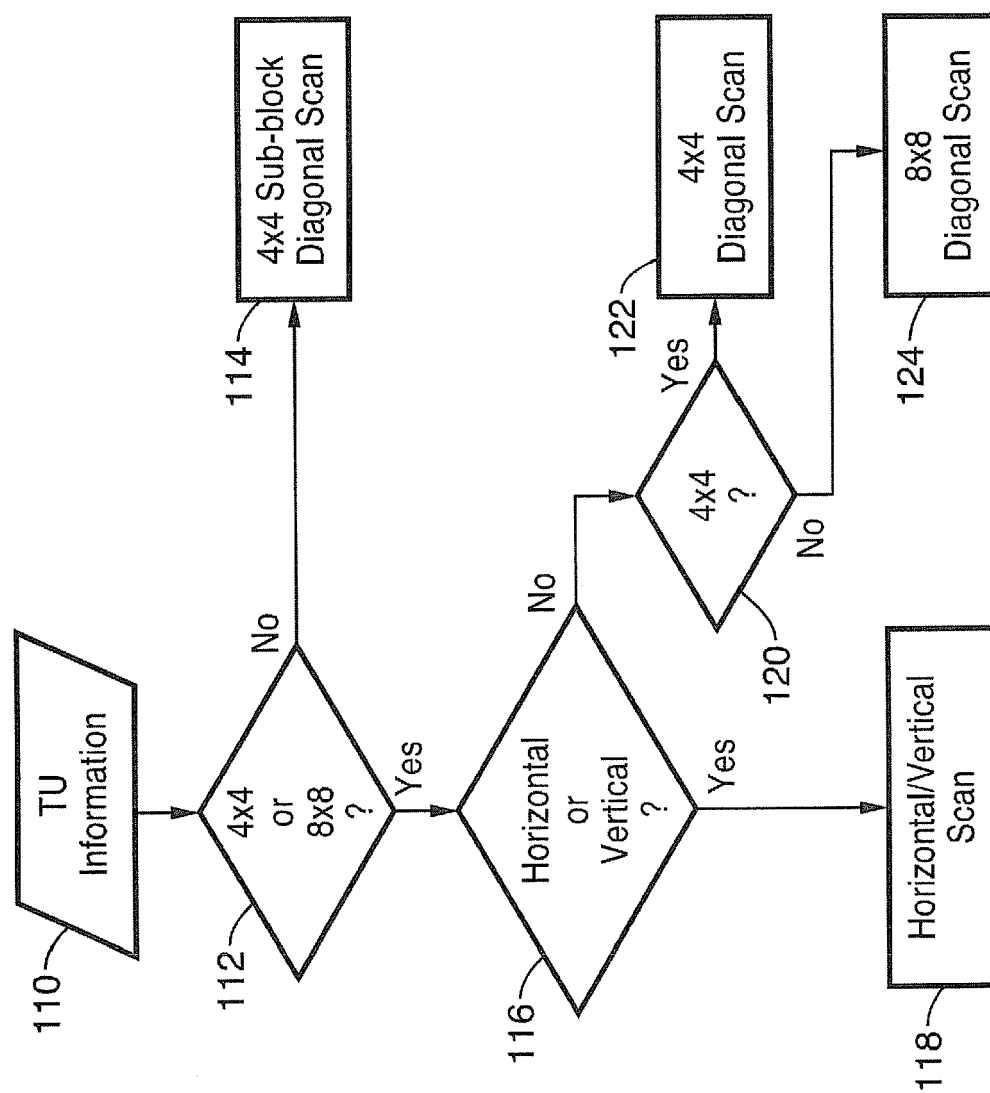 110
TU
Information
112
4x4
or
8x8
?
No
Yes
114
4x4 Sub-block
Diagonal Scan
116
Horizontal
or
Vertical
?
No
Yes
120
4x4
?
Yes
No
122
4x4
Diagonal Scan
118
Horizontal/Vertical
Scan
124
8x8
Diagonal Scan